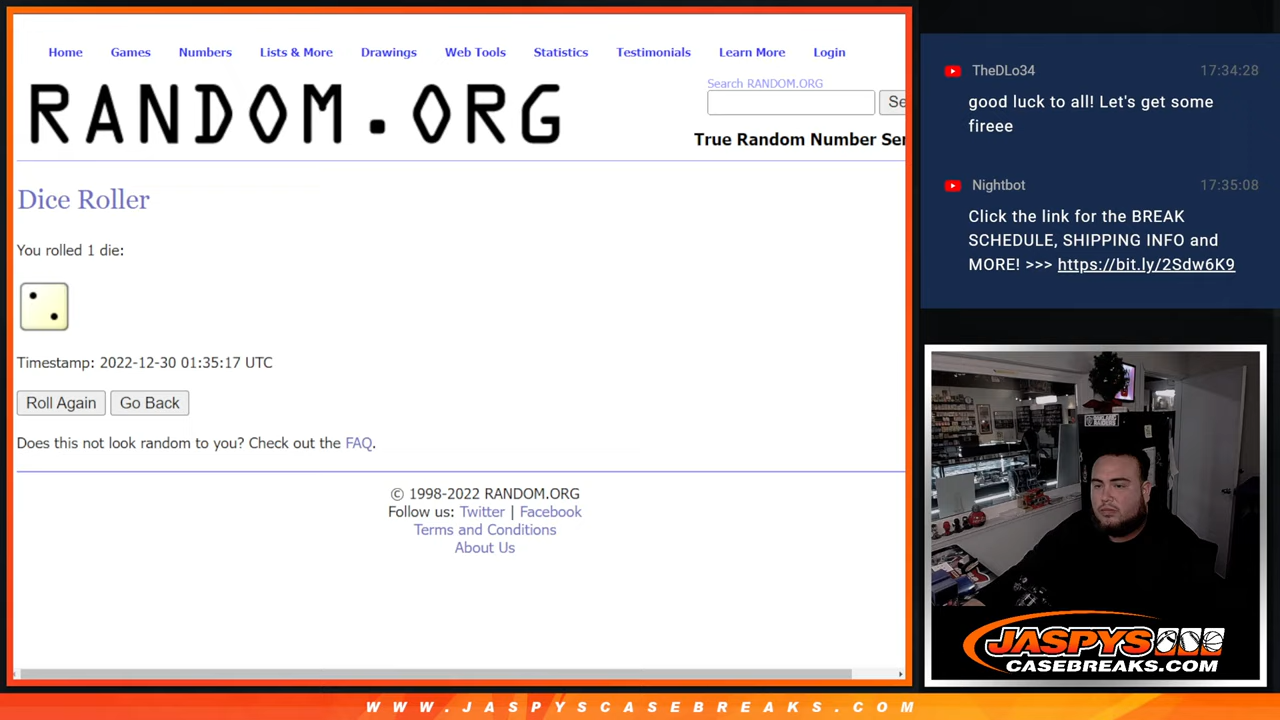 Home Games Numbers Lists & More Drawings Web Tools Statistics Testimonials Learn More Login
RANDOM.ORG
Search RANDOM.ORG
Se
True Random Number Ser
Dice Roller
You rolled 1 die:
Timestamp: 2022-12-30 01:35:17 UTC
Roll Again Go Back
Does this not look random to you? Check out the FAQ.
© 1998-2022 RANDOM.ORG
Follow us: Twitter | Facebook
Terms and Conditions
About Us
TheDLo34 17:34:28
good luck to all! Let's get some
fireee
Nightbot 17:35:08
Click the link for the BREAK
SCHEDULE, SHIPPING INFO and
MORE! >>> https://bit.ly/2Sdw6K9
JASPYS
CASEBREAKS.COM
WWW.JASPYSCASEBREAKS.COM